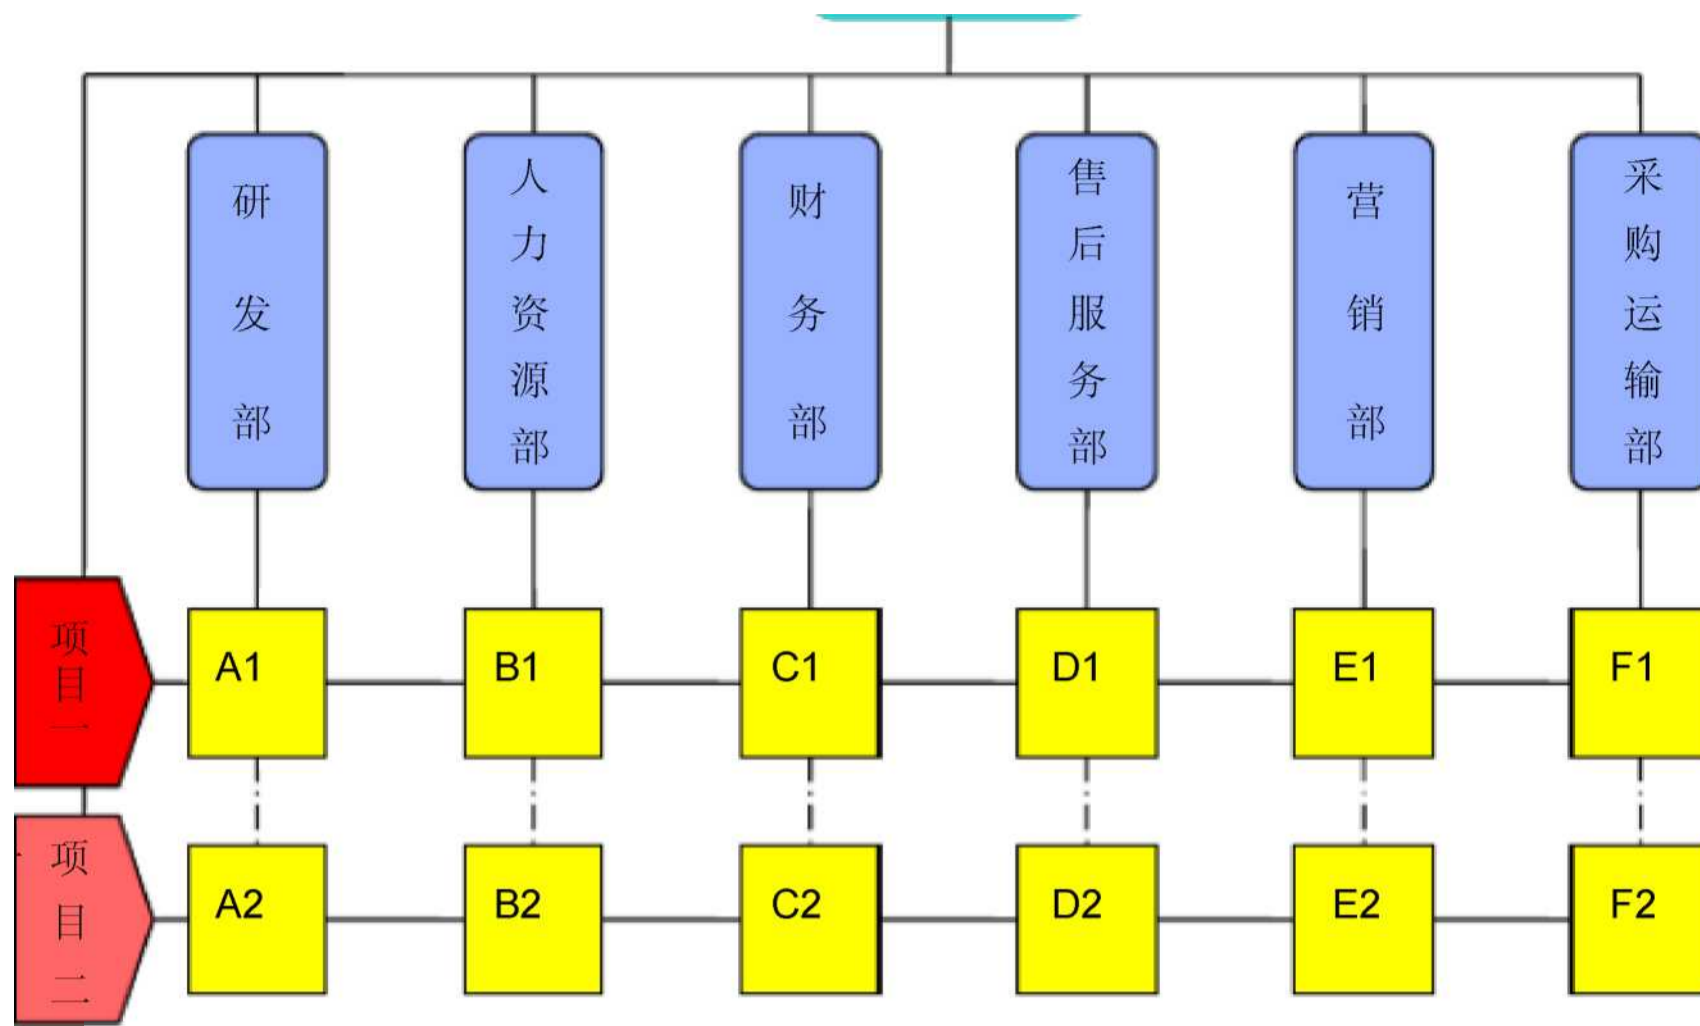 研发部
人力资源部
财务部
售后服务部
营销部
采购运输部
项目一
A1
B1
C1
D1
E1
F1
项目二
A2
B2
C2
D2
E2
F2